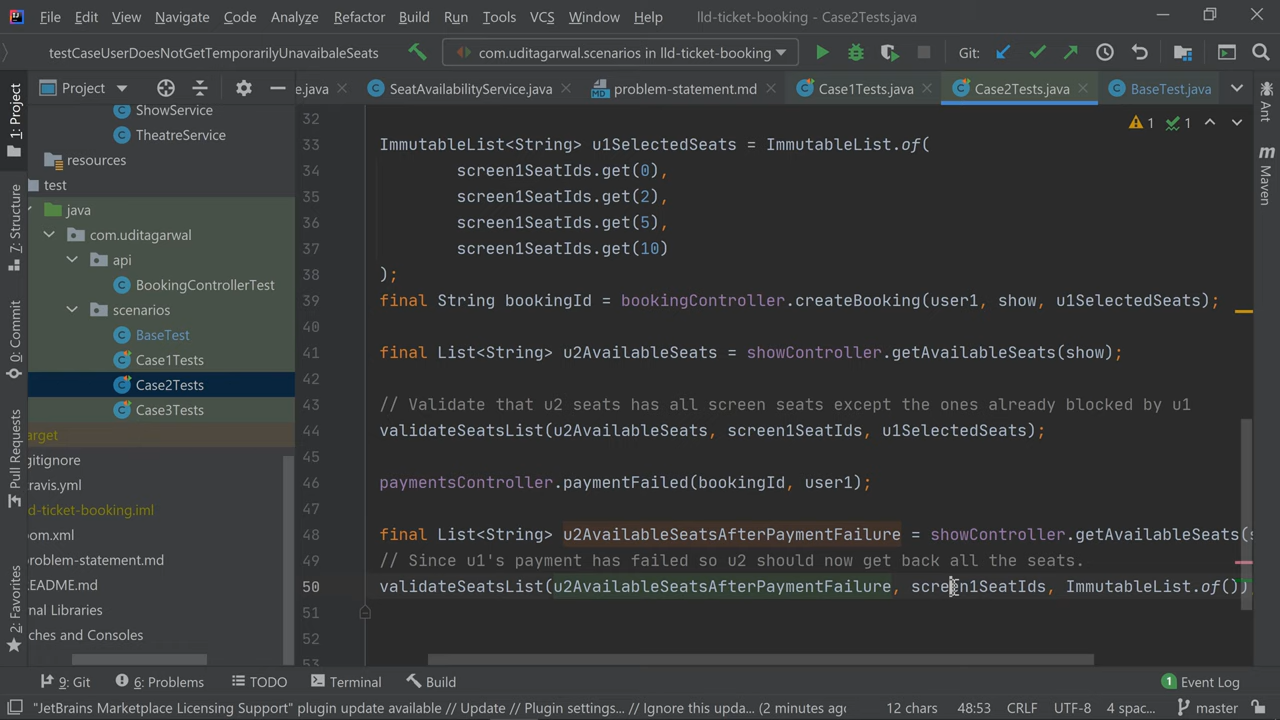 File Edit View Navigate Code Analyze Refactor Build Run Tools VCS Window Help lld-ticket-booking - Case2Tests.java
testCaseUserDoesNotGetTemporarilyUnavaibaleSeats com.uditagarwal.scenarios in lld-ticket-booking Git:
1: Project
7: Structure
0: Commit
Pull Requests
2: Favorites
Project
ShowService
TheatreService
resources
test
java
com.uditagarwal
api
BookingControllerTest
scenarios
BaseTest
Case1Tests
Case2Tests
Case3Tests
arget
gitignore
ravis.yml
d-ticket-booking.iml
om.xml
problem-statement.md
EADME.md
nal Libraries
ches and Consoles
e.java SeatAvailabilityService.java problem-statement.md Case1Tests.java Case2Tests.java BaseTest.java
1 1
32
33 ImmutableList<String> u1SelectedSeats = ImmutableList.of(
34 screen1SeatIds.get(0),
35 screen1SeatIds.get(2),
36 screen1SeatIds.get(5),
37 screen1SeatIds.get(10)
38 );
39 final String bookingId = bookingController.createBooking(user1, show, u1SelectedSeats);
40
41 final List<String> u2AvailableSeats = showController.getAvailableSeats(show);
42
43 // Validate that u2 seats has all screen seats except the ones already blocked by u1
44 validateSeatsList(u2AvailableSeats, screen1SeatIds, u1SelectedSeats);
45
46 paymentsController.paymentFailed(bookingId, user1);
47
48 final List<String> u2AvailableSeatsAfterPaymentFailure = showController.getAvailableSeats(s
49 // Since u1's payment has failed so u2 should now get back all the seats.
50 validateSeatsList(u2AvailableSeatsAfterPaymentFailure, screen1SeatIds, ImmutableList.of())
51
52
53
Ant
m
Maven
9: Git 6: Problems TODO Terminal Build 1 Event Log
"JetBrains Marketplace Licensing Support" plugin update available // Update // Plugin settings... // Ignore this updat... (2 minutes ago) 12 chars 48:53 CRLF UTF-8 4 spac... master